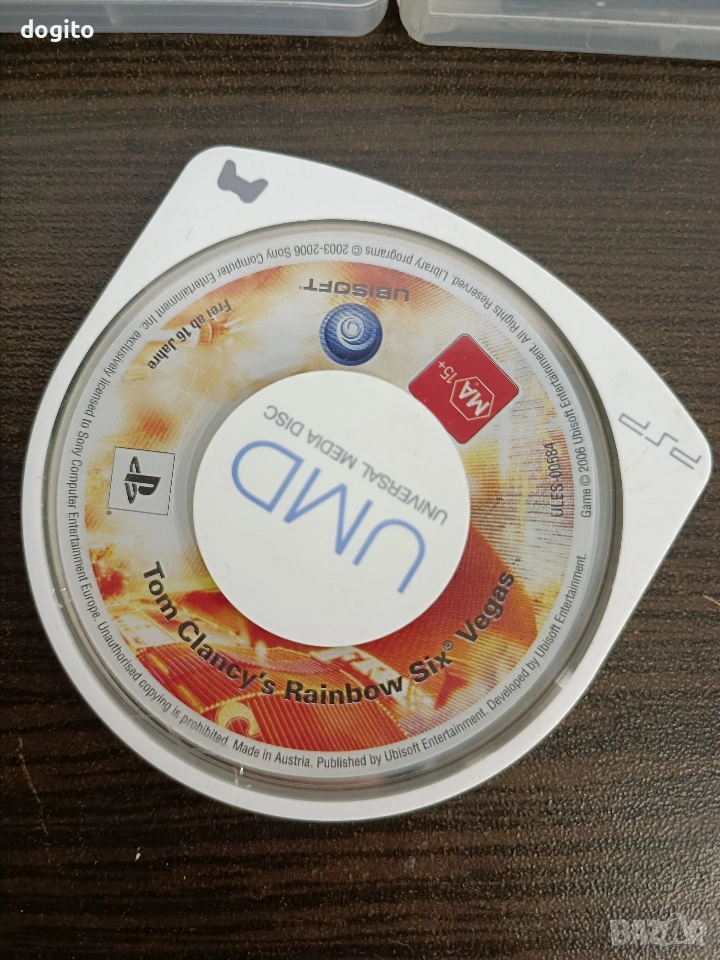 dogito
© 2003-2006 Sony Computer Entertainment Inc. exclusively licensed to Sony Computer Entertainment Europe. Unauthorised copying is prohibited. Made in Austria. Published by Ubisoft Entertainment. Developed by Ubisoft Entertainment.
Game © 2006 Ubisoft Entertainment. All Rights Reserved. Library programs
UBISOFT™
Frei ab 16 Jahre
MA 15+
PSP
ULES-00584
UMD
UNIVERSAL MEDIA DISC
Tom Clancy's Rainbow Six® Vegas
BAZAR